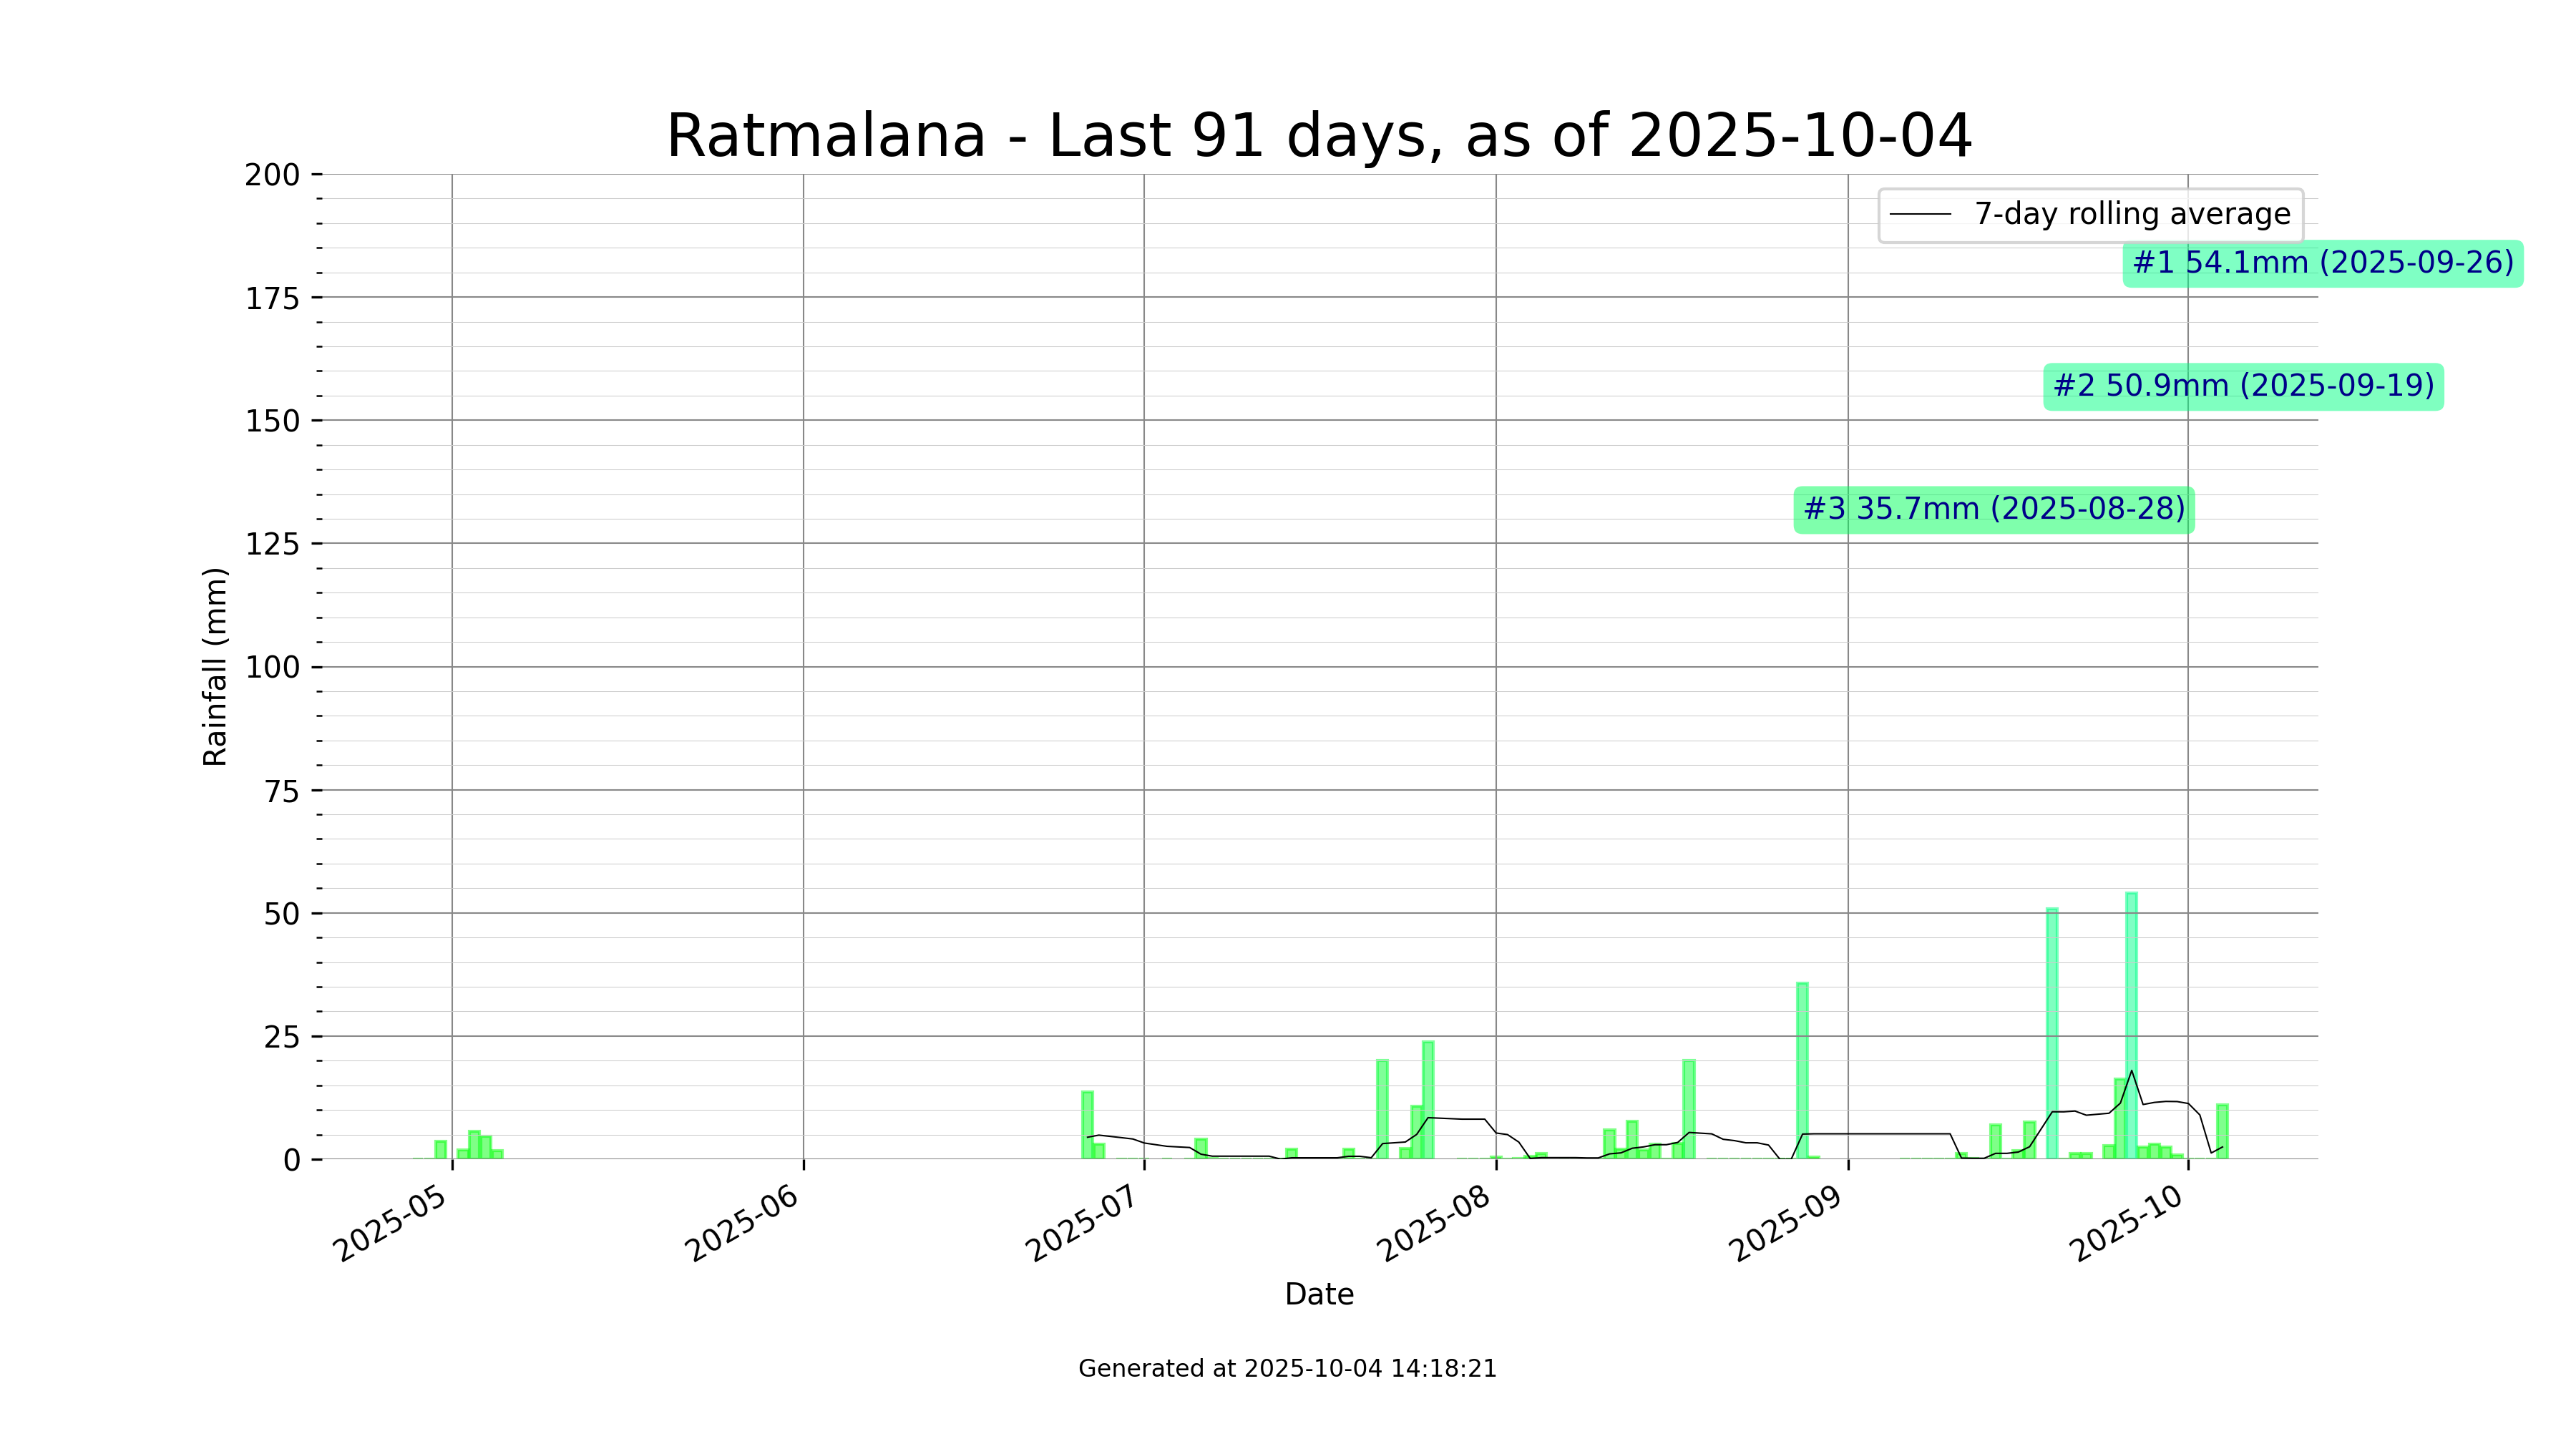 Ratmalana - Last 91 days, as of 2025-10-04
200
175
150
125
100
75
50
25
0
Rainfall (mm)
7-day rolling average
#1 54.1mm (2025-09-26)
#2 50.9mm (2025-09-19)
#3 35.7mm (2025-08-28)
2025-05
2025-06
2025-07
2025-08
2025-09
2025-10
Date
Generated at 2025-10-04 14:18:21